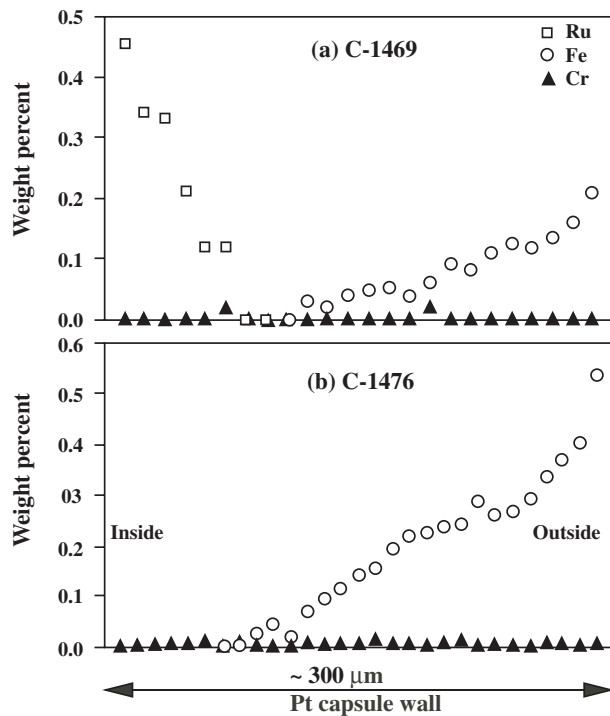 0.5
(a) C-1469
Ru
Fe
Cr
0.4
0.3
0.2
0.1
0.0
Weight percent
0.6
(b) C-1476
0.5
0.4
03
Inside
Outside
0.2
0.1
0.0
Weight percent
~ 300 μm
Pt capsule wall